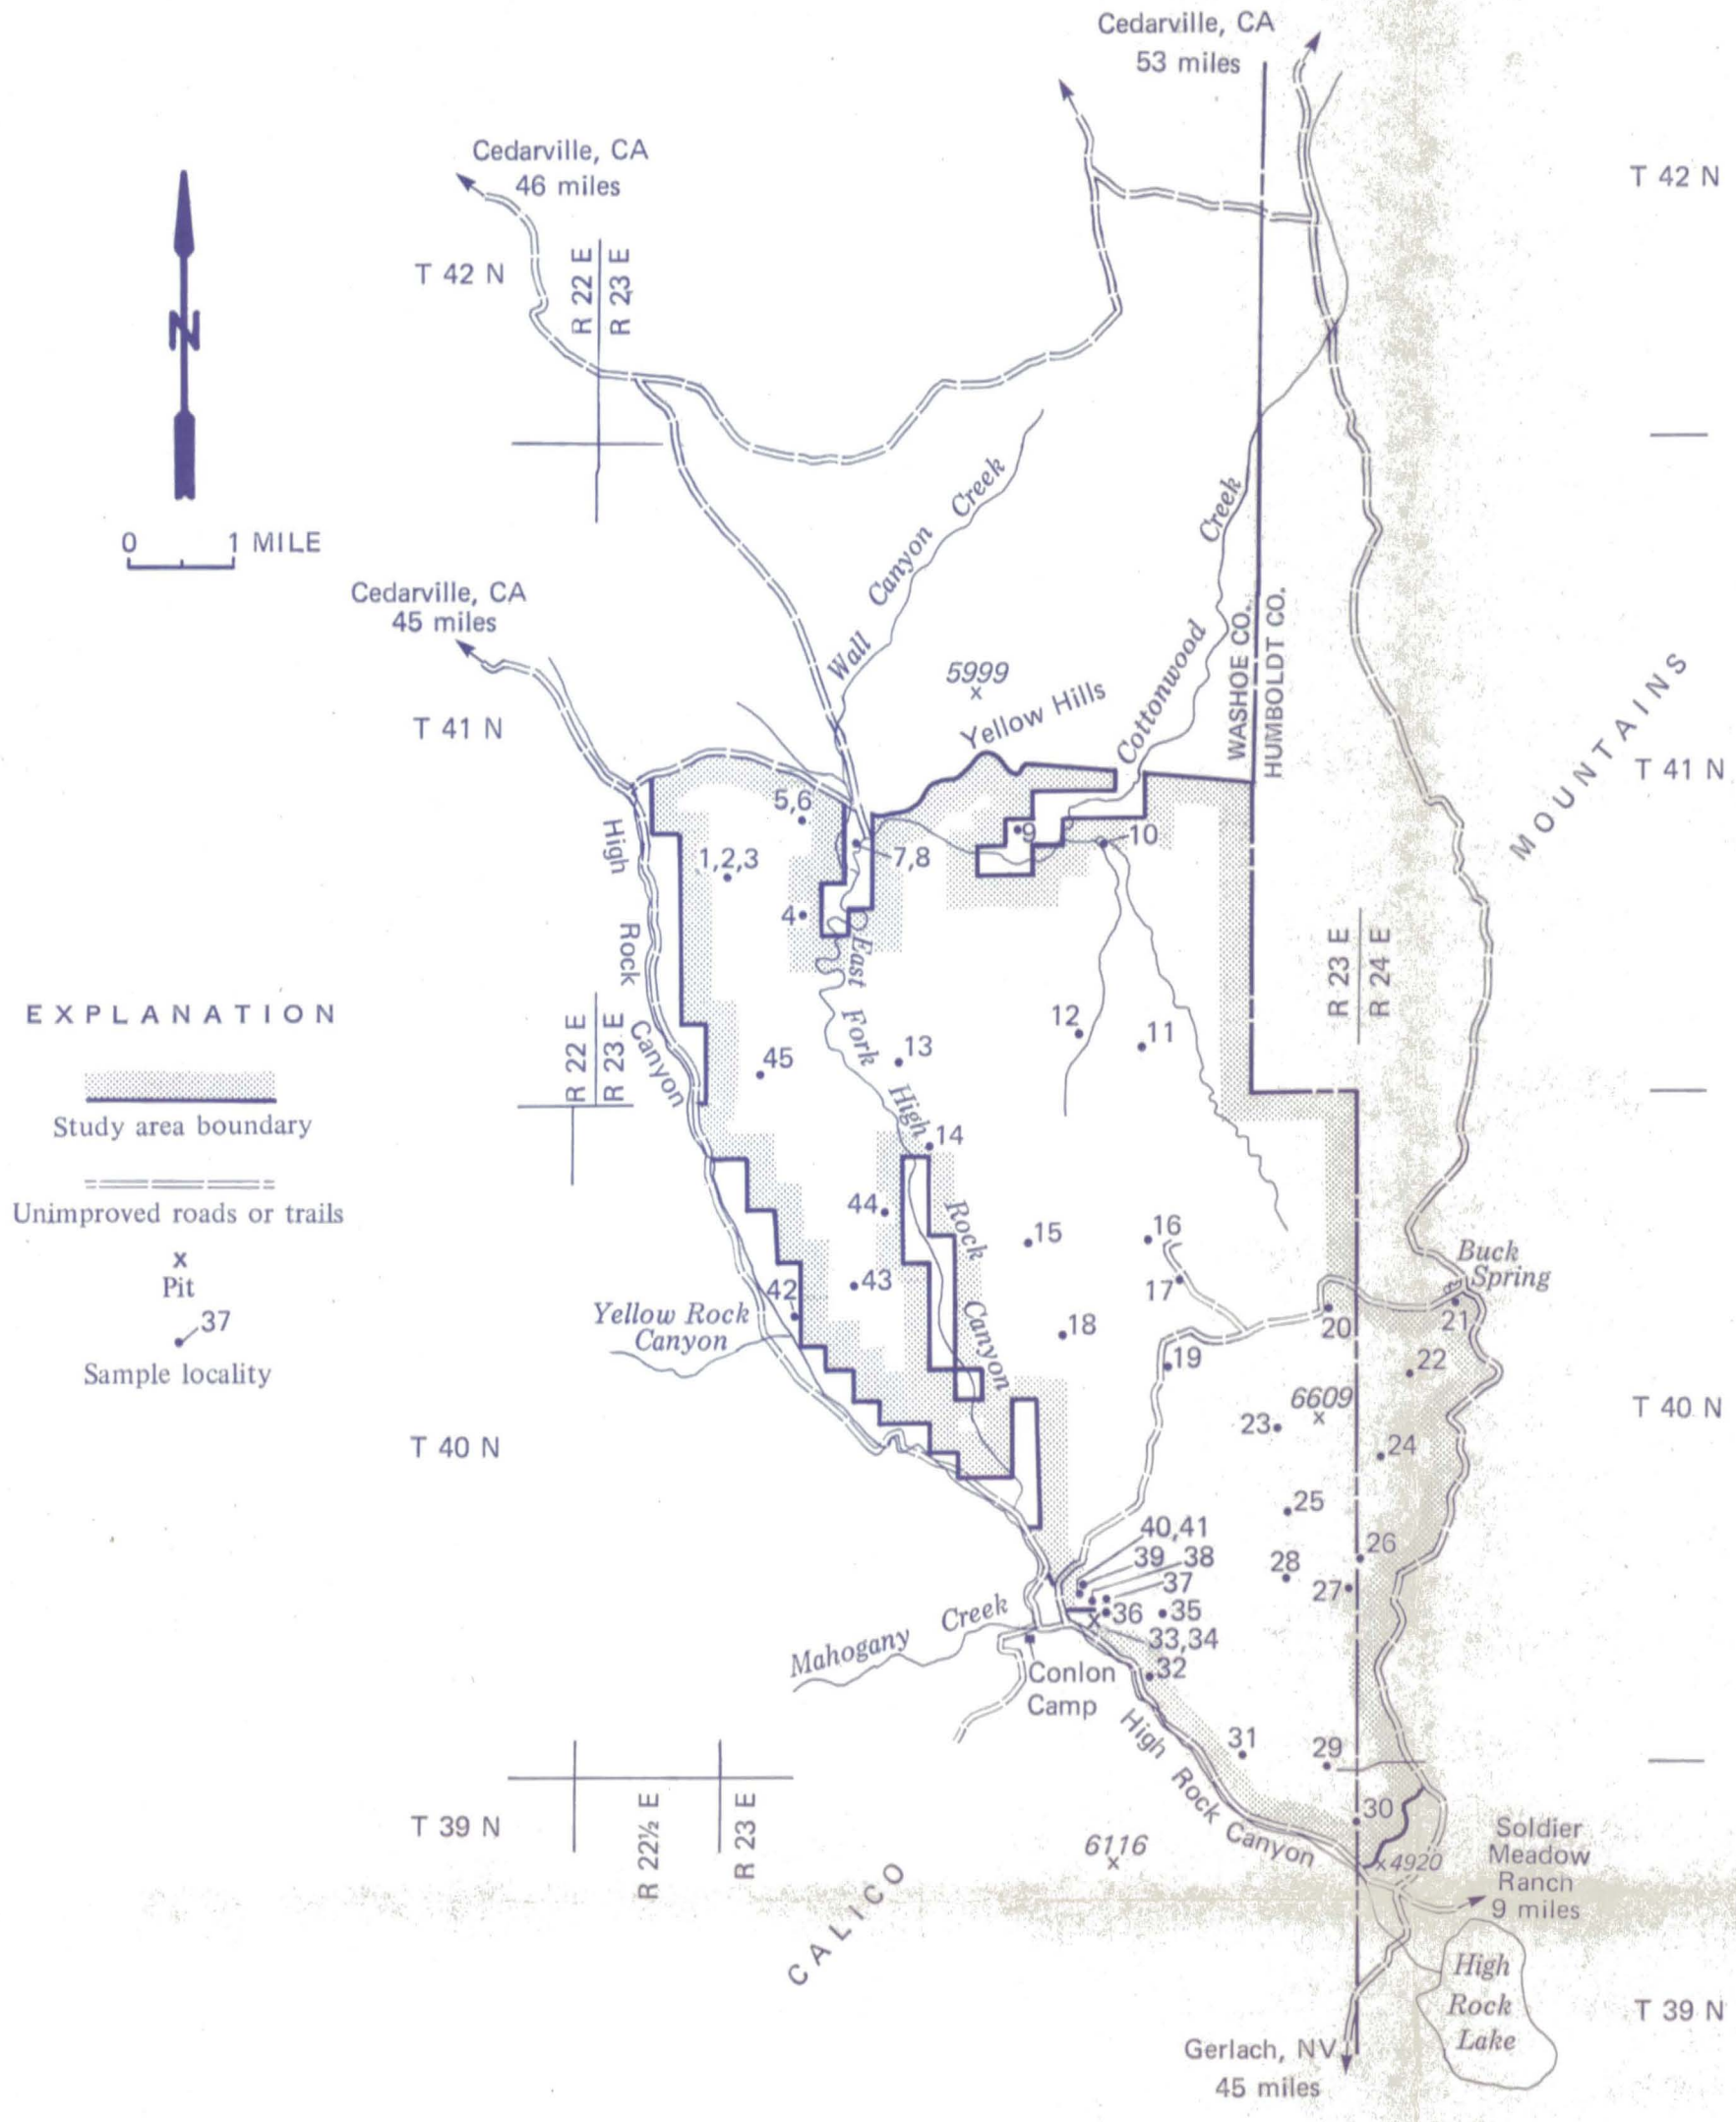 Cedarville, CA
53 miles
Cedarville, CA
46 miles
T 42 N
T 42 N
R 22 E
R 23 E
N
0 1 MILE
Cedarville, CA
45 miles
Wall Canyon Creek
Cottonwood Creek
WASHOE CO.
HUMBOLDT CO.
5999
x
Yellow Hills
MOUNTAINS
T 41 N
T 41 N
5,6
1,2,3
4
7,8
9
10
High Rock Canyon
East Fork High Rock Canyon
R 23 E
R 24 E
EXPLANATION
Study area boundary
Unimproved roads or trails
x
Pit
37
Sample locality
R 22 E
R 23 E
45
13
12
11
14
44
15
16
17
43
42
18
19
20
21
Buck
Spring
Yellow Rock
Canyon
22
6609
x
23
24
T 40 N
T 40 N
25
26
28
27
40,41
39
38
37
36
35
x
33,34
32
Mahogany Creek
Conlon
Camp
High Rock Canyon
31
29
30
T 39 N
R 22½ E
R 23 E
6116
x
x4920
Soldier
Meadow
Ranch
9 miles
CALICO
High
Rock
Lake
T 39 N
Gerlach, NV
45 miles